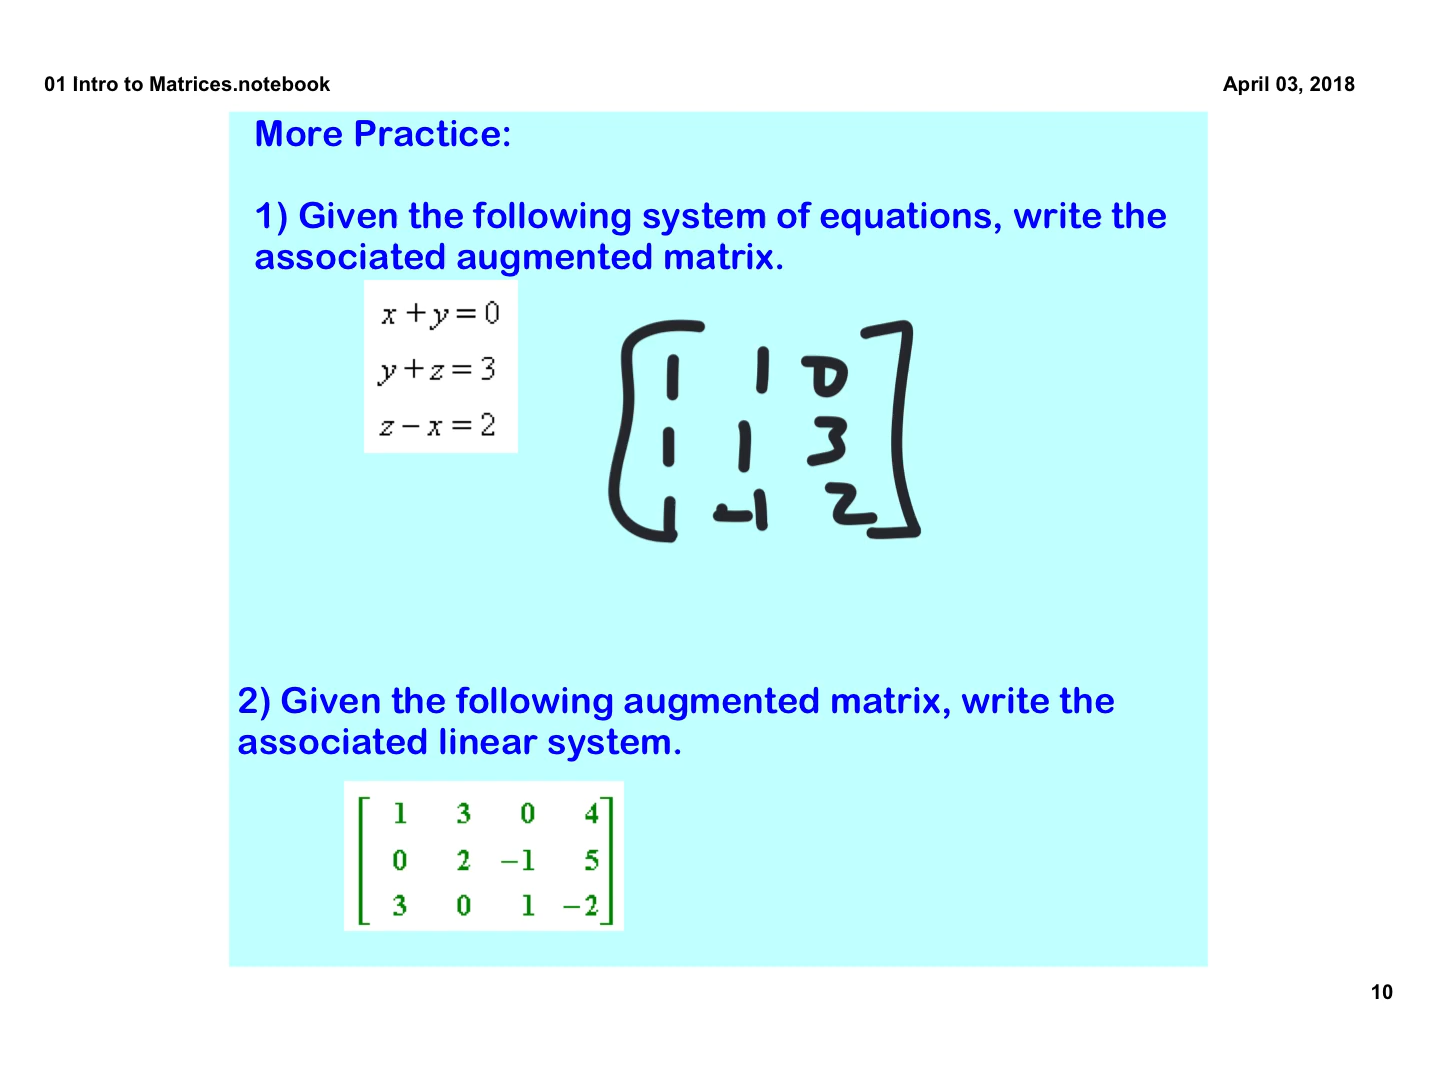 01 Intro to Matrices.notebook
April 03, 2018
More Practice:
1) Given the following system of equations, write the
associated augmented matrix.
x + y = 0
y + z = 3
z − x = 2
1 1 0
1 1 3
1 -1 2
2) Given the following augmented matrix, write the
associated linear system.
1 3 0 4
0 2 −1 5
3 0 1 −2
10